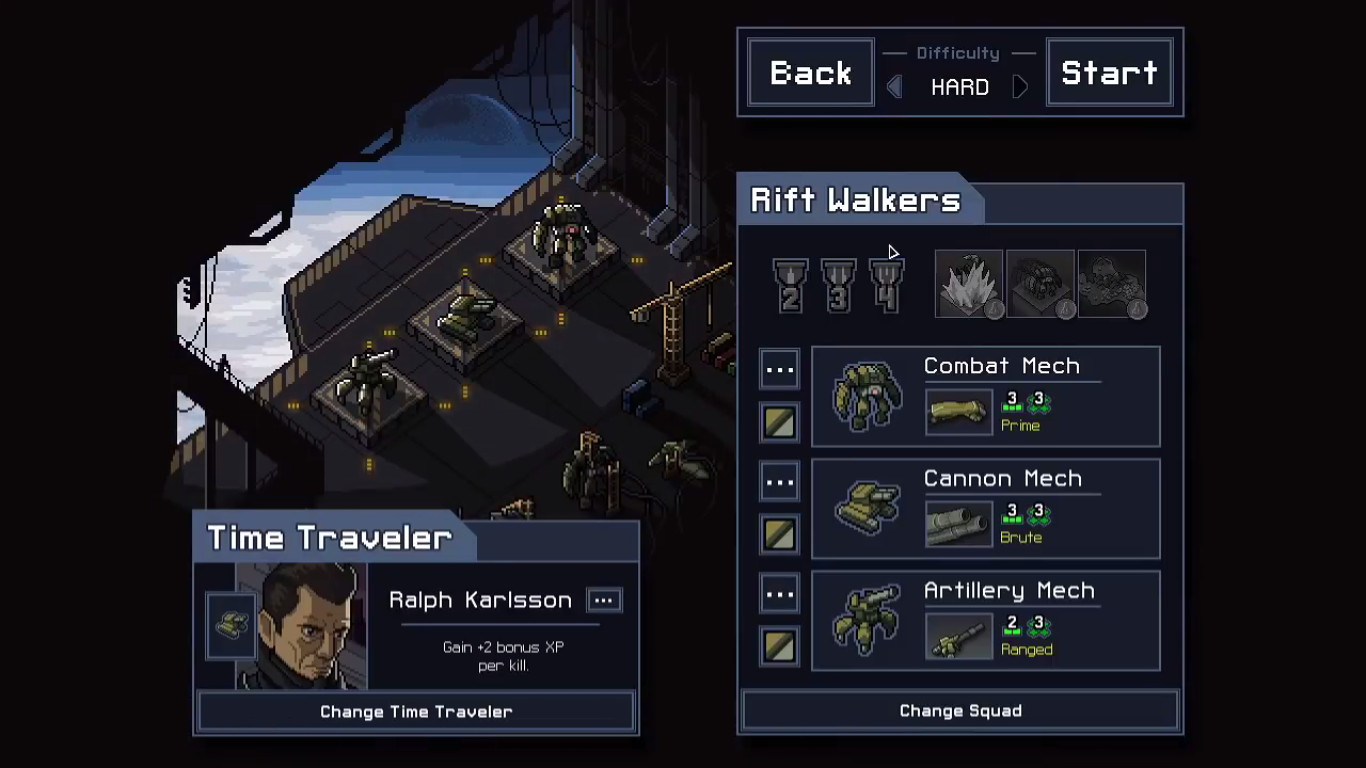 Back
Difficulty
HARD
Start
Rift Walkers
2 3 4
...
Combat Mech
3 3
Prime
...
Cannon Mech
3 3
Brute
...
Artillery Mech
2 3
Ranged
Change Squad
Time Traveler
Ralph Karlsson ...
Gain +2 bonus XP
per kill.
Change Time Traveler